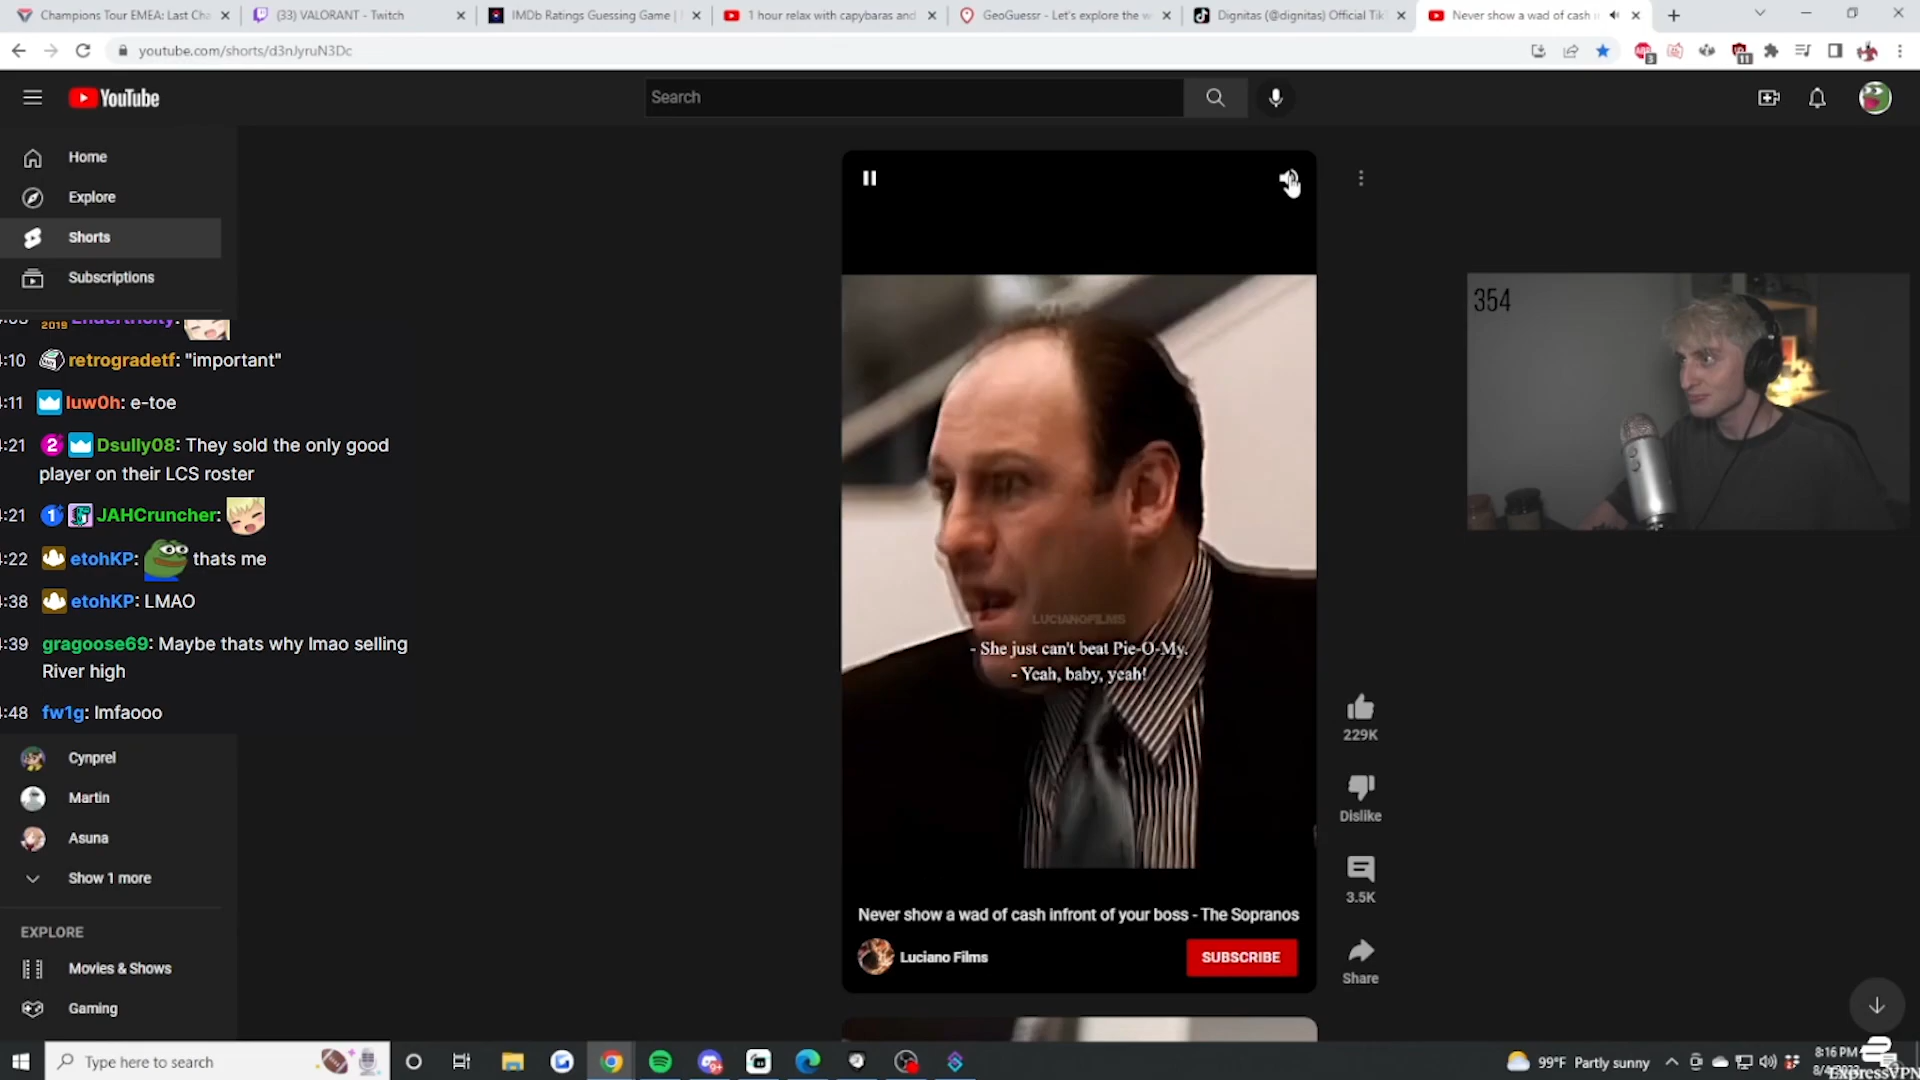 Champions Tour EMEA: Last Cha
(33) VALORANT - Twitch
IMDb Ratings Guessing Game |
1 hour relax with capybaras and
GeoGuessr - Let's explore the w
Dignitas (@dignitas) Official Tik
Never show a wad of cash i
youtube.com/shorts/d3nJyruN3Dc
3
11
YouTube
Search
Home
Explore
Shorts
Subscriptions
2019
:10 retrogradetf: "important"
:11 luw0h: e-toe
:21 2 Dsully08: They sold the only good
player on their LCS roster
:21 1 JAHCruncher:
:22 etohKP: thats me
:38 etohKP: LMAO
:39 gragoose69: Maybe thats why lmao selling
River high
:48 fw1g: lmfaooo
Cynprel
Martin
Asuna
Show 1 more
EXPLORE
Movies & Shows
Gaming
354
LUCIANOFILMS
- She just can't beat Pie-O-My.
- Yeah, baby, yeah!
229K
Dislike
3.5K
Share
Never show a wad of cash infront of your boss - The Sopranos
Luciano Films
SUBSCRIBE
Type here to search
99°F Partly sunny
8:16 PM
ExpressVPN